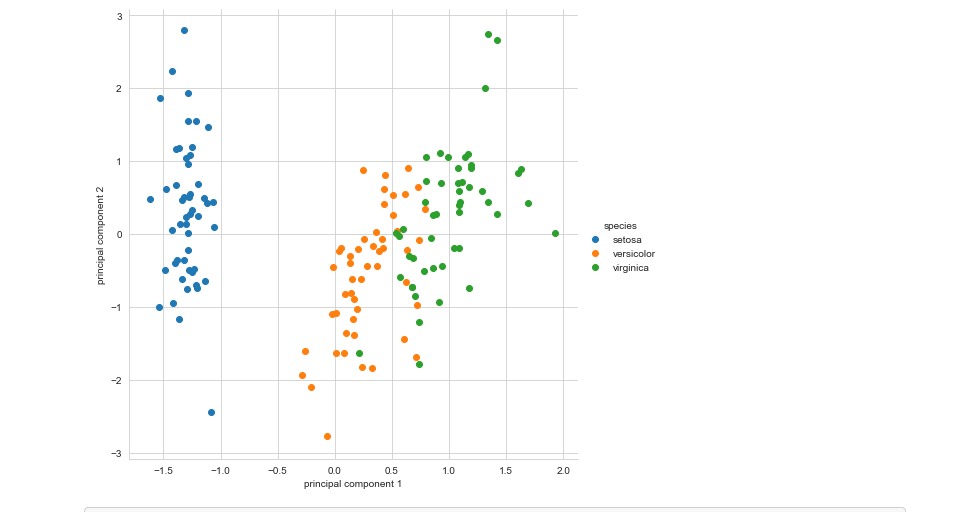 3
2
1
0
−1
−2
−3
principal component 2
−1.5 −1.0 −0.5 0.0 0.5 1.0 1.5 2.0
principal component 1
species
setosa
versicolor
virginica